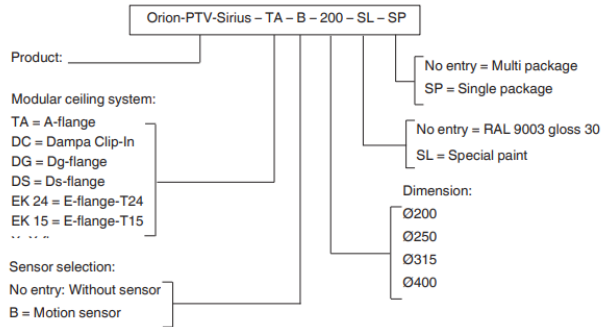 Orion-PTV-Sirius – TA – B – 200 – SL – SP
Product:
Modular ceiling system:
TA = A-flange
DC = Dampa Clip-In
DG = Dg-flange
DS = Ds-flange
EK 24 = E-flange-T24
EK 15 = E-flange-T15
Sensor selection:
No entry: Without sensor
B = Motion sensor
No entry = Multi package
SP = Single package
No entry = RAL 9003 gloss 30
SL = Special paint
Dimension:
Ø200
Ø250
Ø315
Ø400